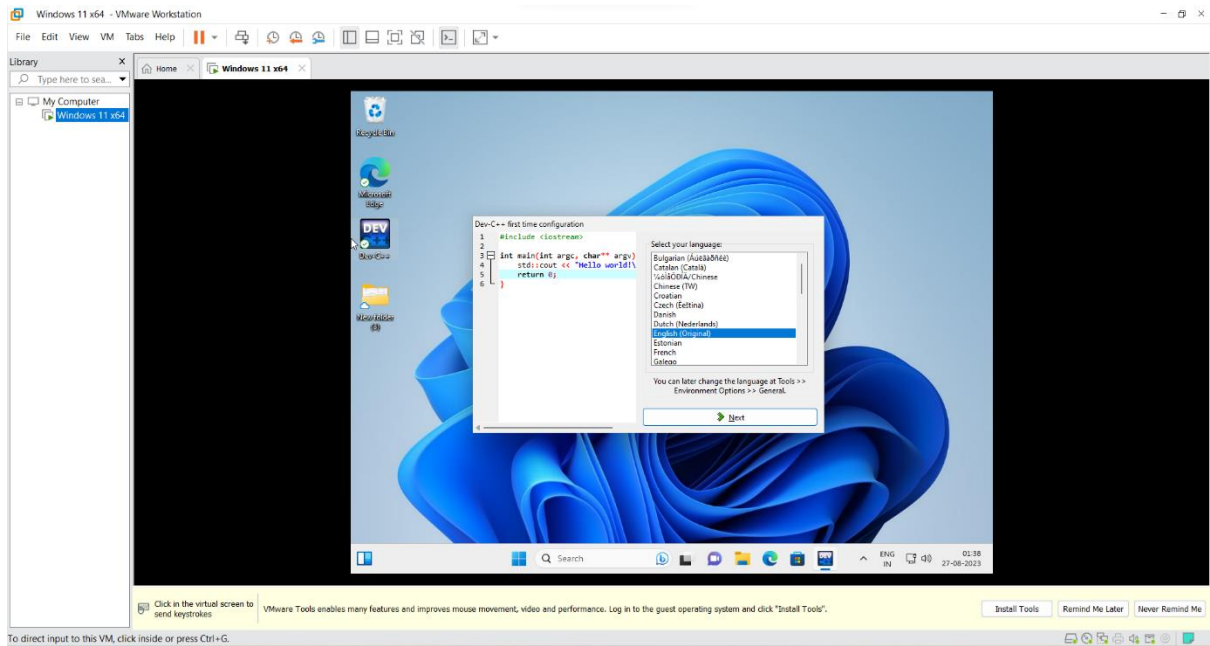 Windows 11 x64 - VMware Workstation
File Edit View VM Tabs Help
Library X
Type here to sea...
My Computer
Windows 11 x64
Home
Windows 11 x64
Recycle Bin
Microsoft
Edge
DEV
C++
Dev-C++
New folder
(3)
Dev-C++ first time configuration
1 #include <iostream>
2
3 int main(int argc, char** argv)
4 std::cout << "Hello world!\
5 return 0;
6 }
Select your language:
Bulgarian (Áúëãàðñêè)
Catalan (Català)
¼òÌåÖÐÎÄ/Chinese
Chinese (TW)
Croatian
Czech (Èeština)
Danish
Dutch (Nederlands)
English (Original)
Estonian
French
Galego
You can later change the language at Tools >>
Environment Options >> General.
Next
Search
DEV
ENG
IN
01:38
27-08-2023
Click in the virtual screen to
send keystrokes
VMware Tools enables many features and improves mouse movement, video and performance. Log in to the guest operating system and click "Install Tools".
Install Tools
Remind Me Later
Never Remind Me
To direct input to this VM, click inside or press Ctrl+G.